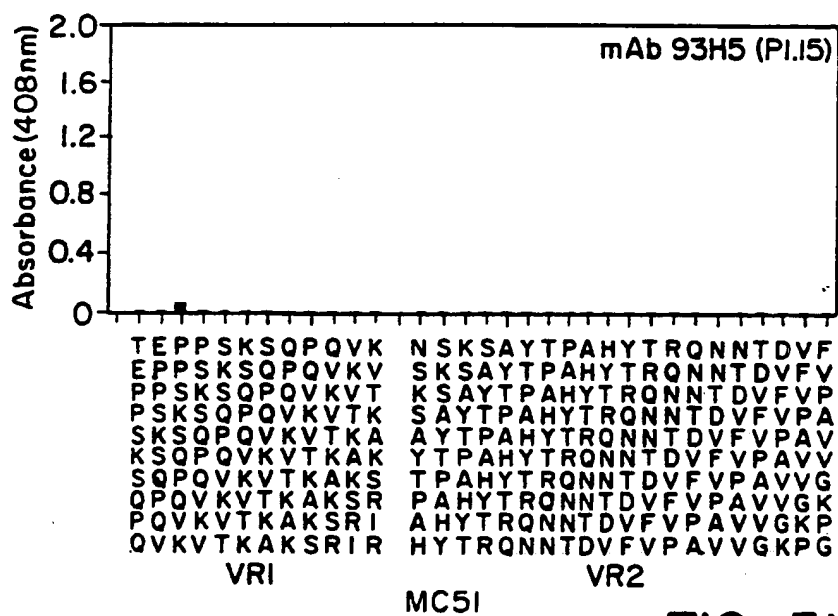 mAb 93H5 (P1.15)
Absorbance (408nm)
2.0
1.6
1.2
0.8
0.4
0
TEPPSKSQPQVK NSKSAYTPAHYTRQNNTDVF
EPPSKSQPQVKV SKSAYTPAHYTRQNNTDVFV
PPSKSQPQVKVT KSAYTPAHYTRQNNTDVFVP
PSKSQPQVKVTK SAYTPAHYTRQNNTDVFVPA
SKSQPQVKVTKA AYTPAHYTRQNNTDVFVPAV
KSQPQVKVTKAK YTPAHYTRQNNTDVFVPAVV
SQPQVKVTKAKS TPAHYTRQNNTDVFVPAVVG
QPQVKVTKAKSR PAHYTRQNNTDVFVPAVVGK
PQVKVTKAKSRI AHYTRQNNTDVFVPAVVGKP
QVKVTKAKSRIR HYTRQNNTDVFVPAVVGKPG
VR1 VR2
MC51